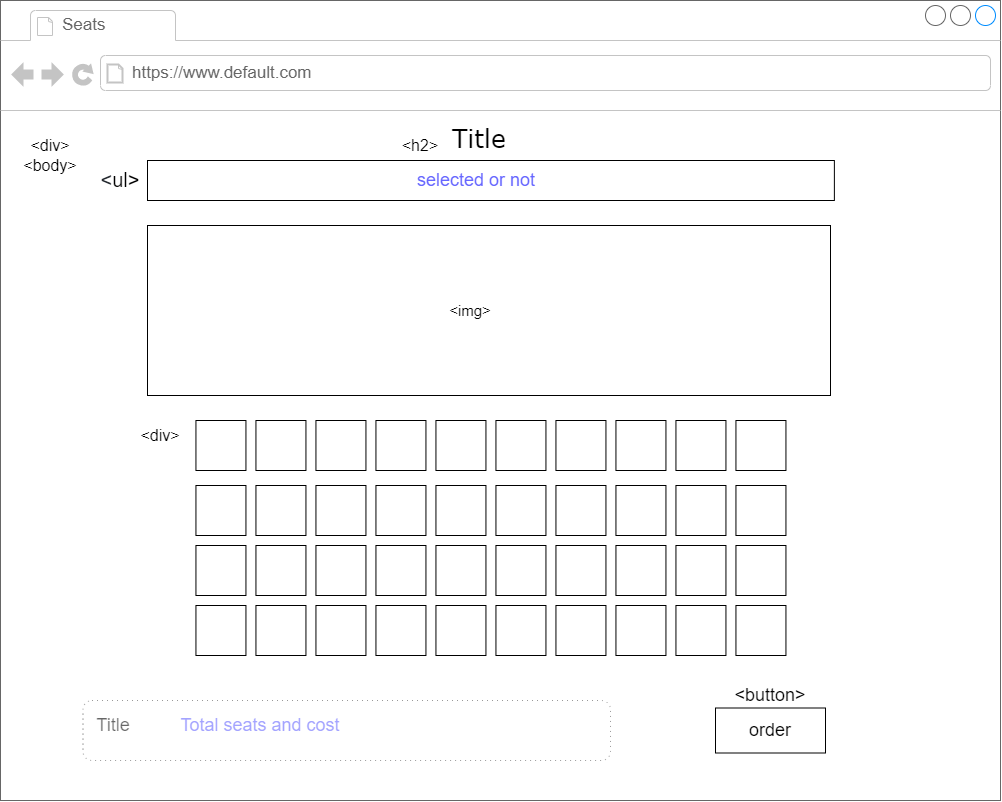 Seats
https://www.default.com
<div>
<body>
<h2> Title
<ul> selected or not
<img>
<div>
<button>
Title Total seats and cost
order